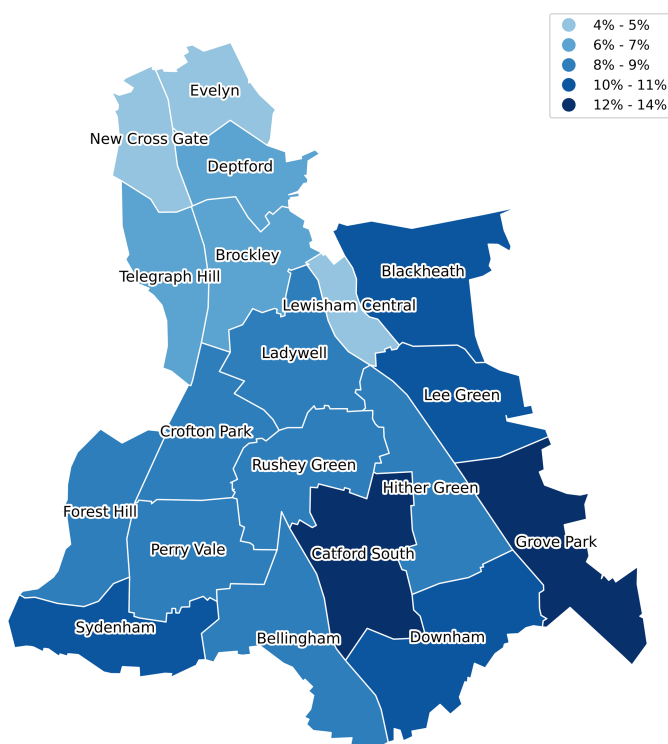 4% - 5%
6% - 7%
8% - 9%
10% - 11%
12% - 14%
Evelyn
New Cross Gate
Deptford
Brockley
Telegraph Hill
Blackheath
Lewisham Central
Ladywell
Lee Green
Crofton Park
Rushey Green
Hither Green
Forest Hill
Grove Park
Perry Vale
Catford South
Sydenham
Bellingham
Downham